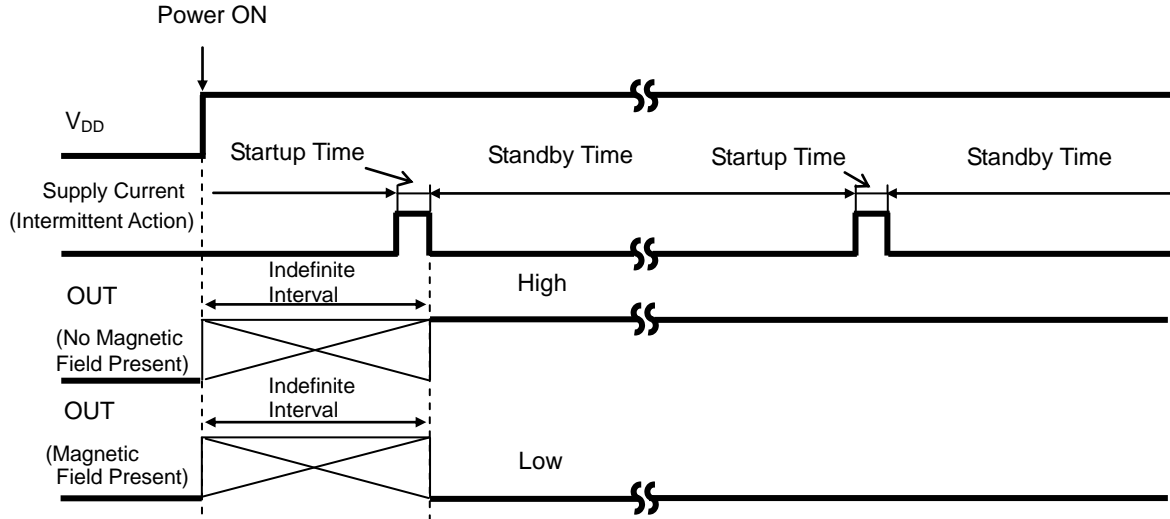 Power ON
VDD
Startup Time
Standby Time
Startup Time
Standby Time
Supply Current
(Intermittent Action)
Indefinite
Interval
High
OUT
(No Magnetic
Field Present)
Indefinite
Interval
OUT
(Magnetic
Field Present)
Low